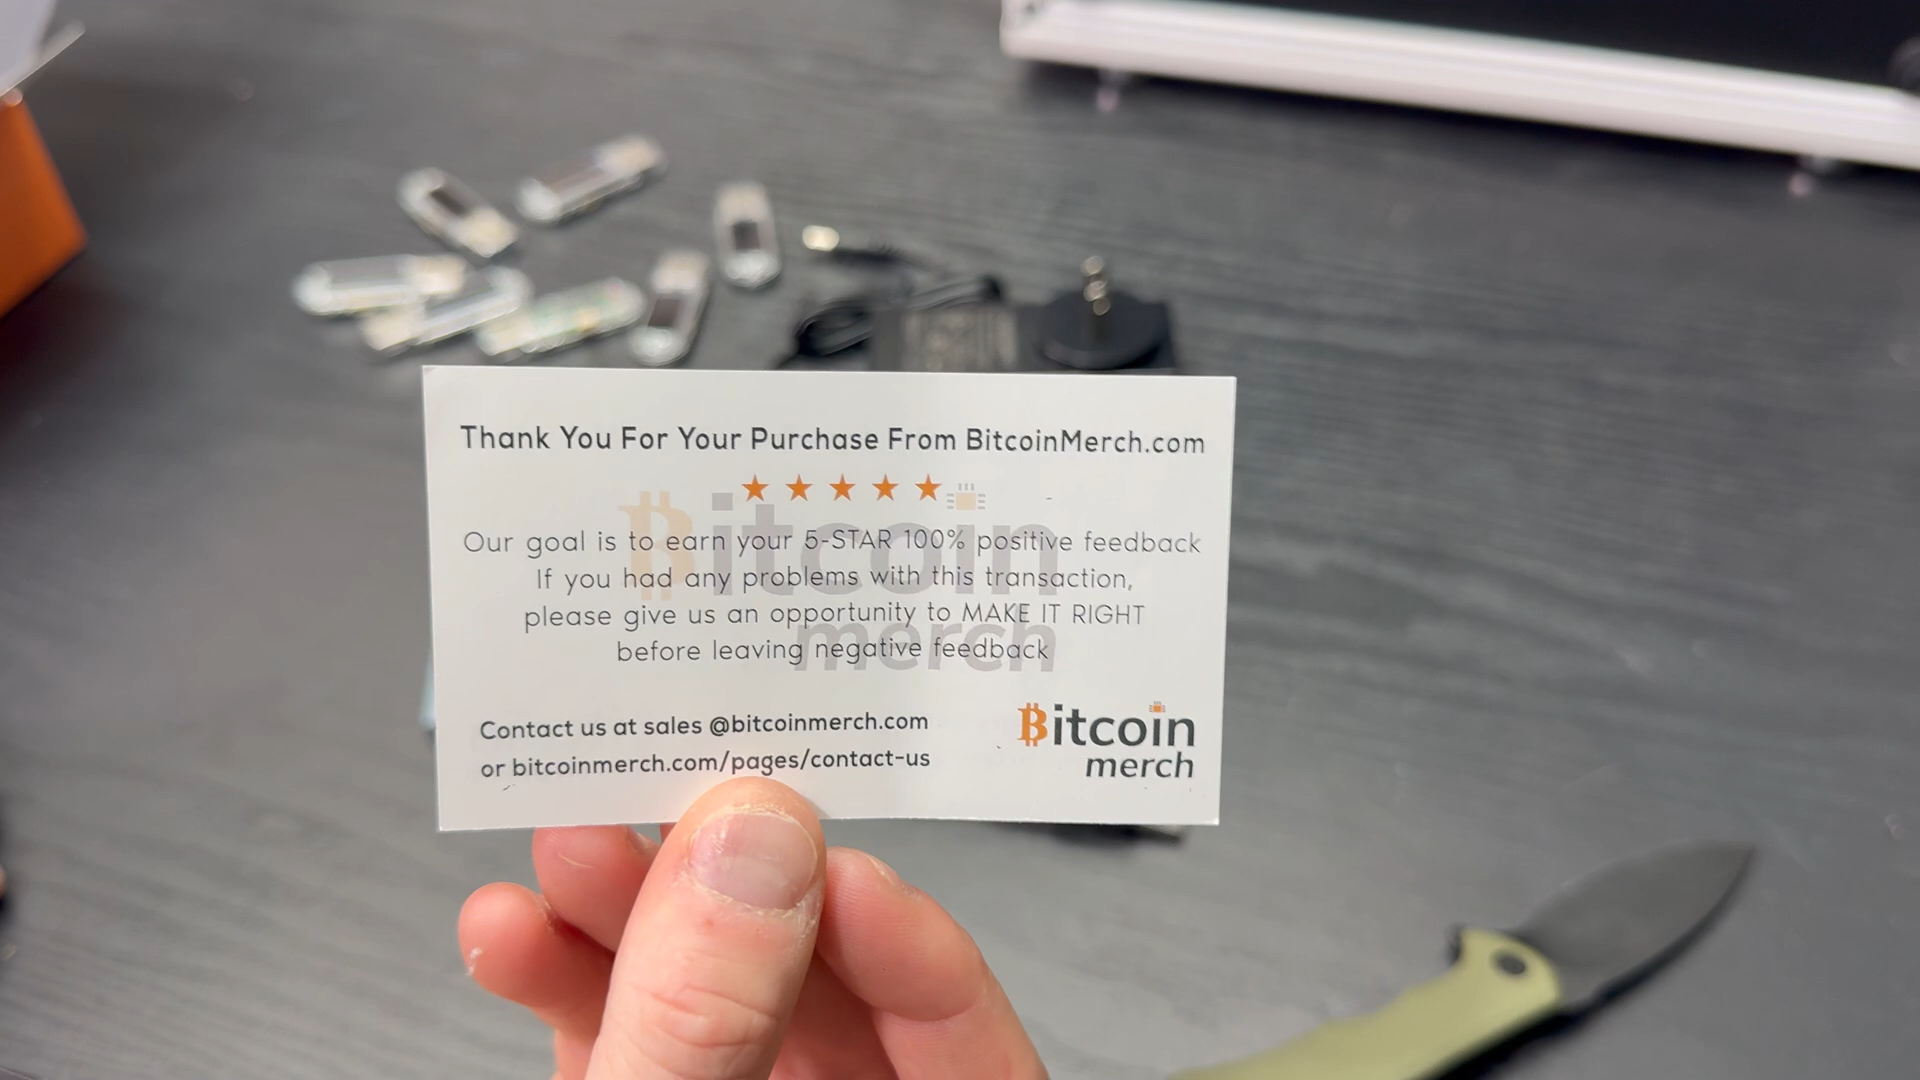 Thank You For Your Purchase From BitcoinMerch.com
Bitcoin
merch
Our goal is to earn your 5-STAR 100% positive feedback
If you had any problems with this transaction,
please give us an opportunity to MAKE IT RIGHT
before leaving negative feedback
Contact us at sales @bitcoinmerch.com
or bitcoinmerch.com/pages/contact-us
Bitcoin
merch